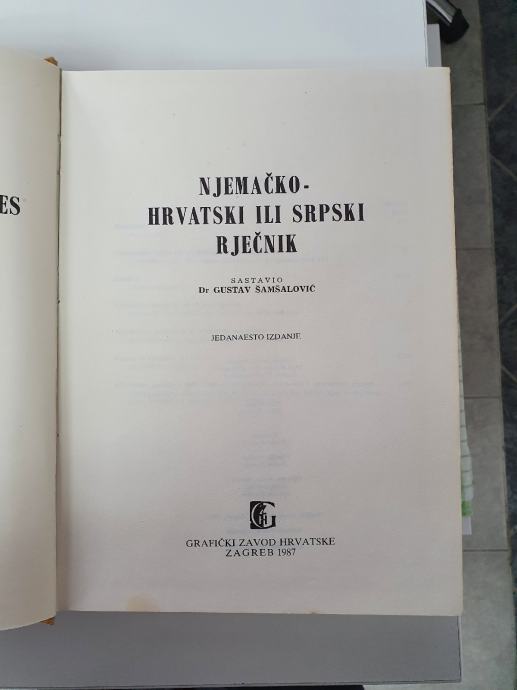 ES
NJEMAČKO-
HRVATSKI ILI SRPSKI
RJEČNIK
SASTAVIO
Dr GUSTAV ŠAMŠALOVIĆ
JEDANAESTO IZDANJE
GRAFIČKI ZAVOD HRVATSKE
ZAGREB 1987